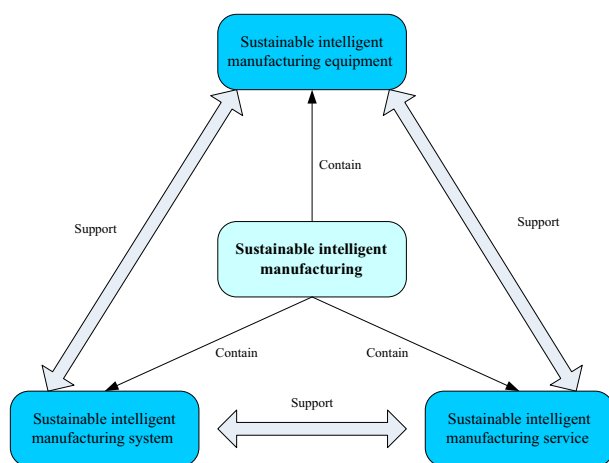 Sustainable intelligent
manufacturing equipment
Contain
Support
Support
Sustainable intelligent
manufacturing
Contain
Contain
Sustainable intelligent
manufacturing system
Support
Sustainable intelligent
manufacturing service